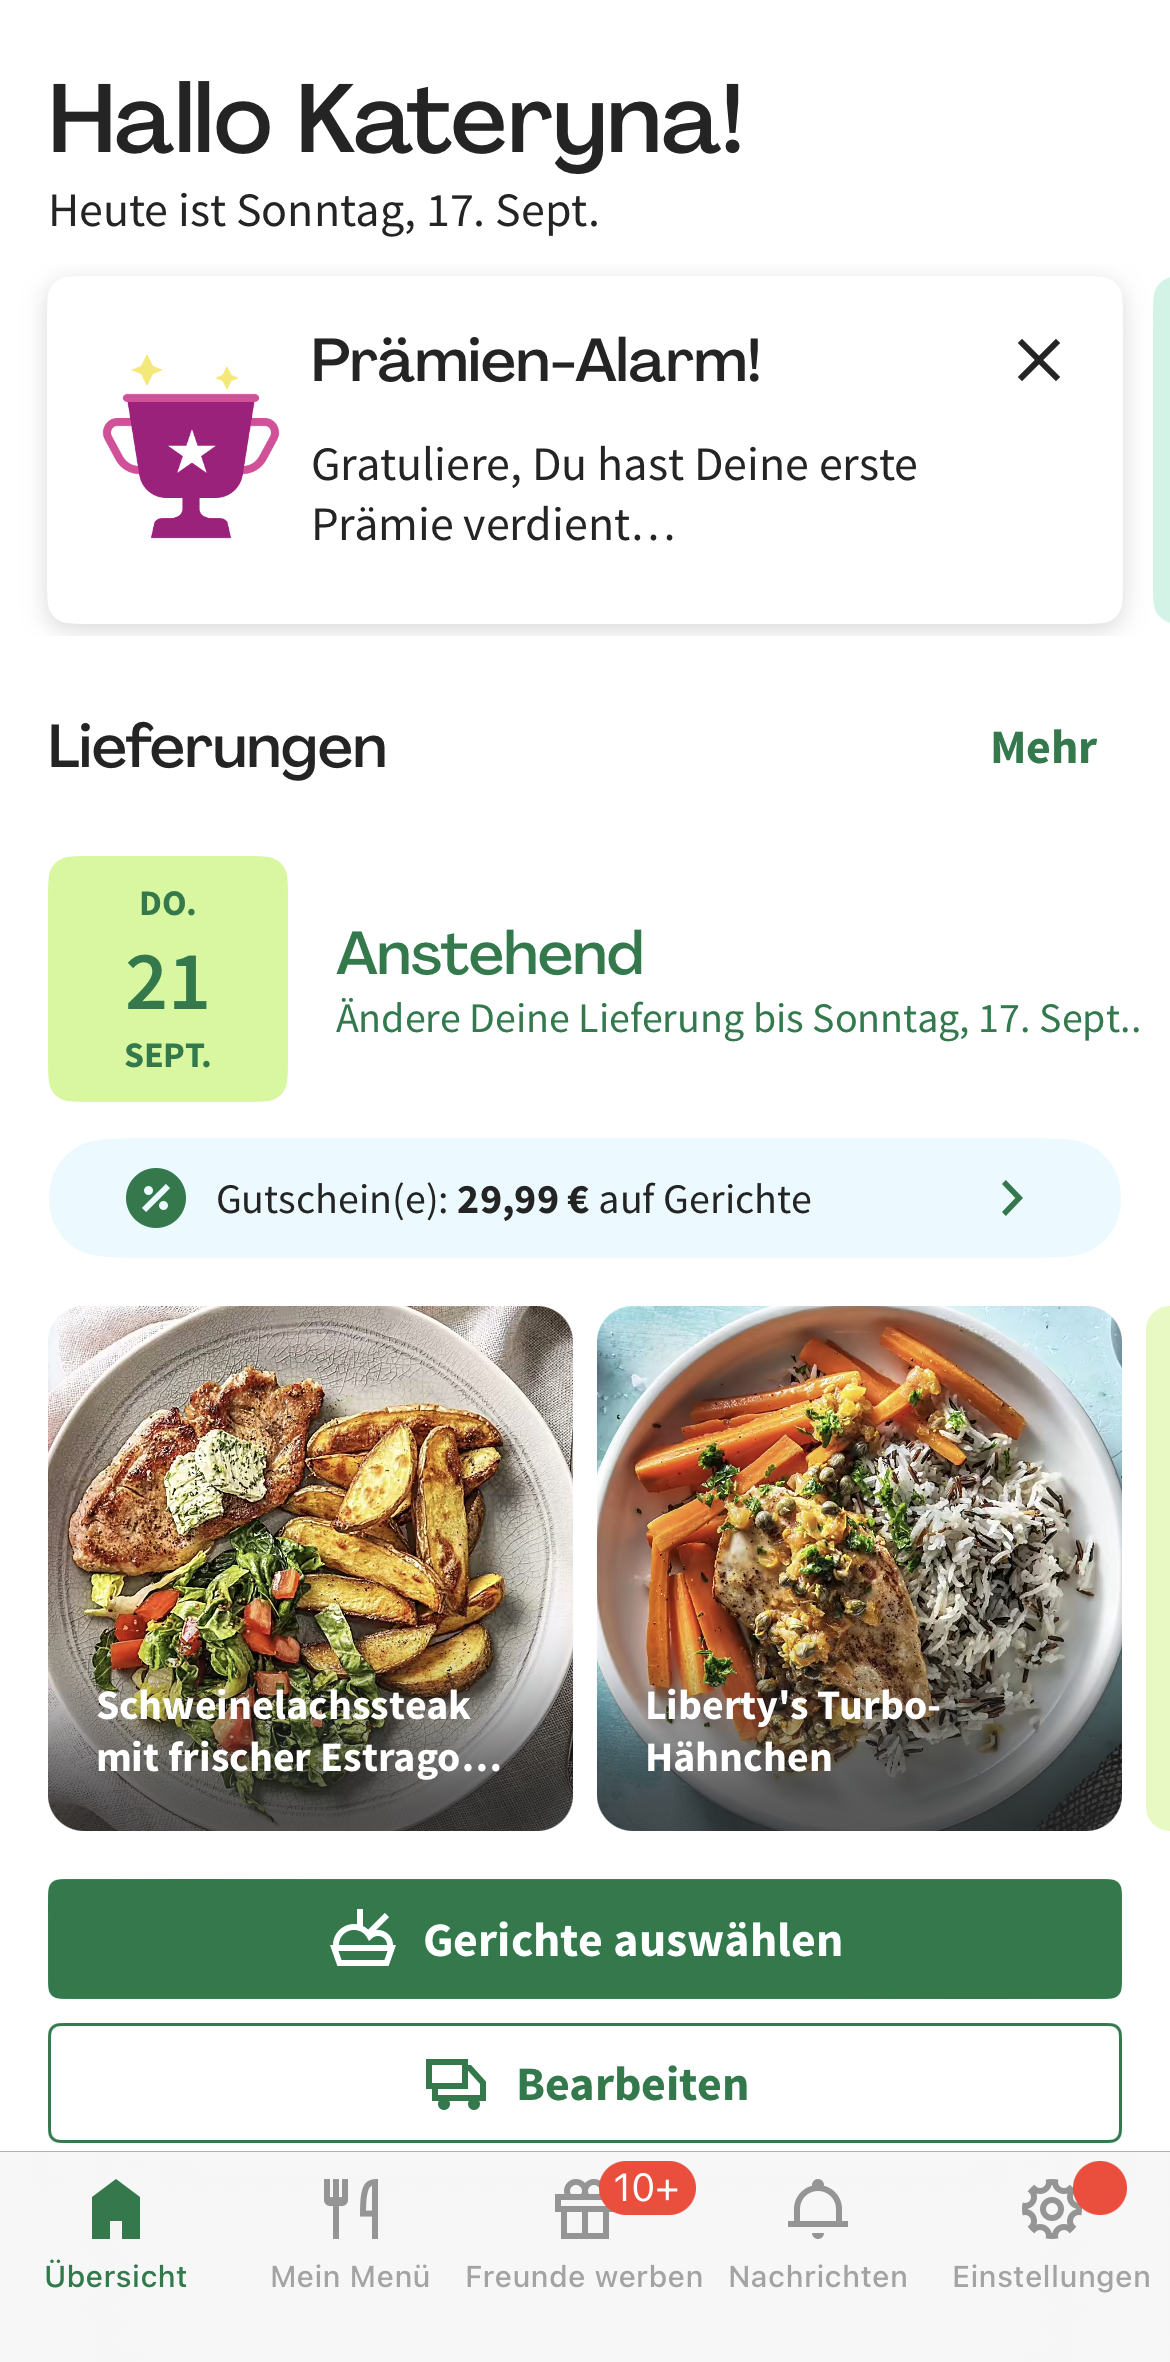 Hallo Kateryna!
Heute ist Sonntag, 17. Sept.
Prämien-Alarm!
Gratuliere, Du hast Deine erste
Prämie verdient...
Lieferungen
Mehr
DO.
21
SEPT.
Anstehend
Ändere Deine Lieferung bis Sonntag, 17. Sept..
Gutschein(e): 29,99 € auf Gerichte
Schweinelachssteak
mit frischer Estrago...
Liberty's Turbo-
Hähnchen
Gerichte auswählen
Bearbeiten
10+
Übersicht
Mein Menü
Freunde werben
Nachrichten
Einstellungen